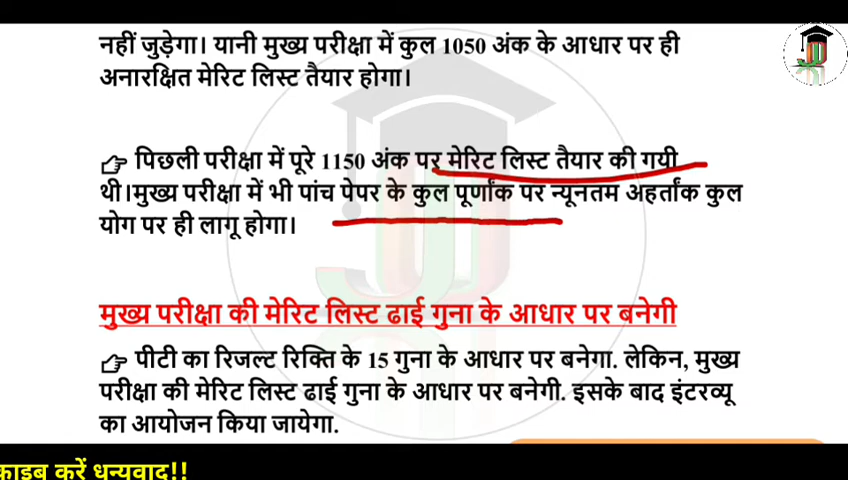 नहीं जुड़ेगा। यानी मुख्य परीक्षा में कुल 1050 अंक के आधार पर ही
अनारक्षित मेरिट लिस्ट तैयार होगा।
पिछली परीक्षा में पूरे 1150 अंक पर मेरिट लिस्ट तैयार की गयी
थी।मुख्य परीक्षा में भी पांच पेपर के कुल पूर्णांक पर न्यूनतम अहर्तांक कुल
योग पर ही लागू होगा।
मुख्य परीक्षा की मेरिट लिस्ट ढाई गुना के आधार पर बनेगी
पीटी का रिजल्ट रिक्ति के 15 गुना के आधार पर बनेगा. लेकिन, मुख्य
परीक्षा की मेरिट लिस्ट ढाई गुना के आधार पर बनेगी. इसके बाद इंटरव्यू
का आयोजन किया जायेगा.
करें धन्यवाद!!